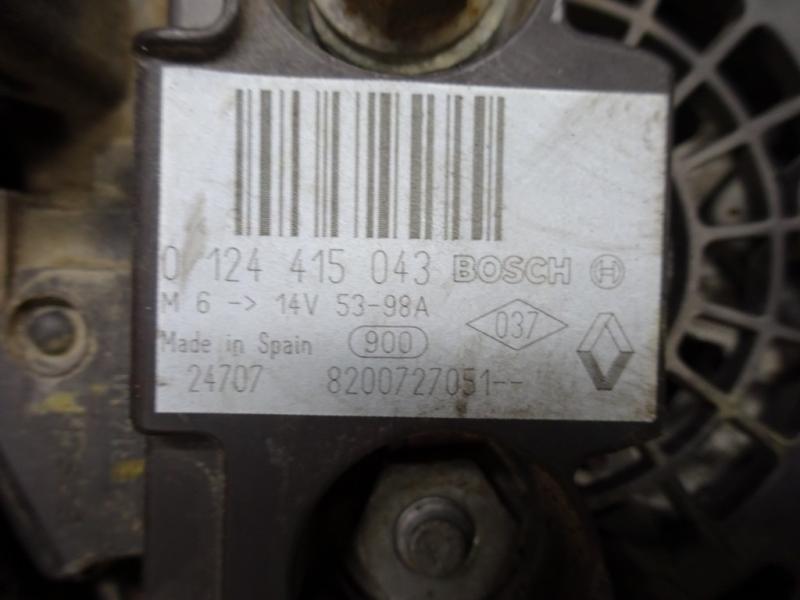 0 124 415 043 BOSCH
M 6 -> 14V 53-98A
037
Made in Spain 900
24707 8200727051--